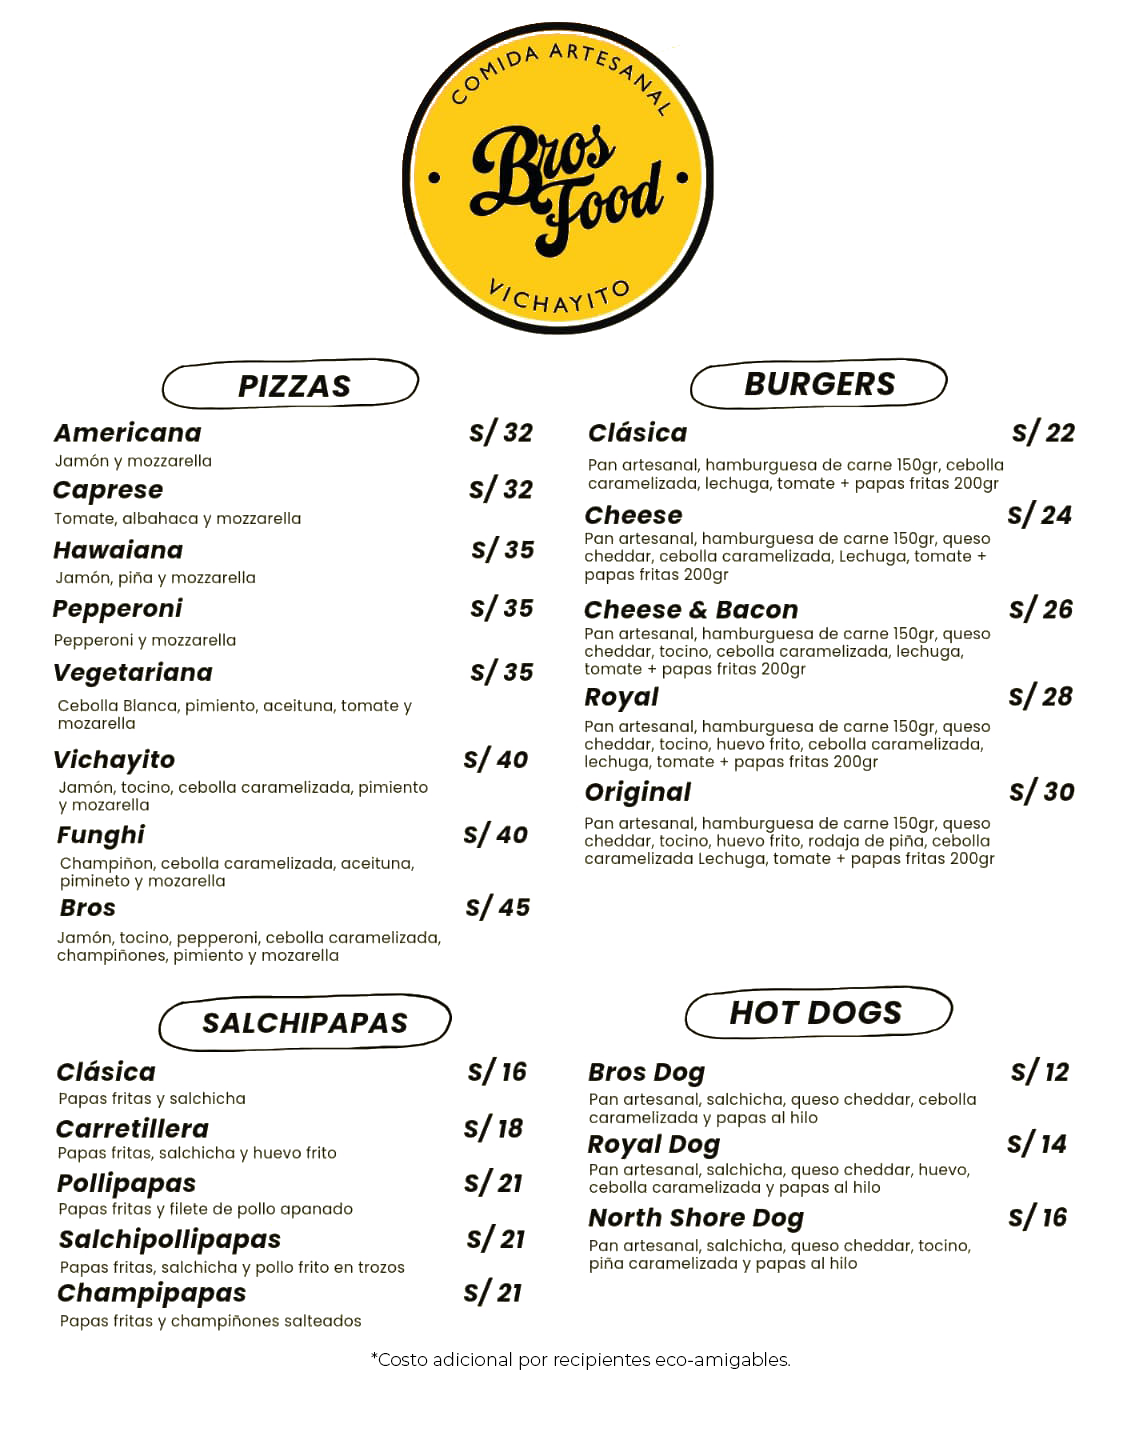 COMIDA ARTESANAL
Bros
Food
VICHAYITO
PIZZAS
Americana S/ 32
Jamón y mozzarella
Caprese S/ 32
Tomate, albahaca y mozzarella
Hawaiana S/ 35
Jamón, piña y mozzarella
Pepperoni S/ 35
Pepperoni y mozzarella
Vegetariana S/ 35
Cebolla Blanca, pimiento, aceituna, tomate y
mozarella
Vichayito S/ 40
Jamón, tocino, cebolla caramelizada, pimiento
y mozarella
Funghi S/ 40
Champiñon, cebolla caramelizada, aceituna,
pimineto y mozarella
Bros S/ 45
Jamón, tocino, pepperoni, cebolla caramelizada,
champiñones, pimiento y mozarella
BURGERS
Clásica S/ 22
Pan artesanal, hamburguesa de carne 150gr, cebolla
caramelizada, lechuga, tomate + papas fritas 200gr
Cheese S/ 24
Pan artesanal, hamburguesa de carne 150gr, queso
cheddar, cebolla caramelizada, Lechuga, tomate +
papas fritas 200gr
Cheese & Bacon S/ 26
Pan artesanal, hamburguesa de carne 150gr, queso
cheddar, tocino, cebolla caramelizada, lechuga,
tomate + papas fritas 200gr
Royal S/ 28
Pan artesanal, hamburguesa de carne 150gr, queso
cheddar, tocino, huevo frito, cebolla caramelizada,
lechuga, tomate + papas fritas 200gr
Original S/ 30
Pan artesanal, hamburguesa de carne 150gr, queso
cheddar, tocino, huevo frito, rodaja de piña, cebolla
caramelizada Lechuga, tomate + papas fritas 200gr
SALCHIPAPAS
Clásica S/ 16
Papas fritas y salchicha
Carretillera S/ 18
Papas fritas, salchicha y huevo frito
Pollipapas S/ 21
Papas fritas y filete de pollo apanado
Salchipollipapas S/ 21
Papas fritas, salchicha y pollo frito en trozos
Champipapas S/ 21
Papas fritas y champiñones salteados
HOT DOGS
Bros Dog S/ 12
Pan artesanal, salchicha, queso cheddar, cebolla
caramelizada y papas al hilo
Royal Dog S/ 14
Pan artesanal, salchicha, queso cheddar, huevo,
cebolla caramelizada y papas al hilo
North Shore Dog S/ 16
Pan artesanal, salchicha, queso cheddar, tocino,
piña caramelizada y papas al hilo
*Costo adicional por recipientes eco-amigables.